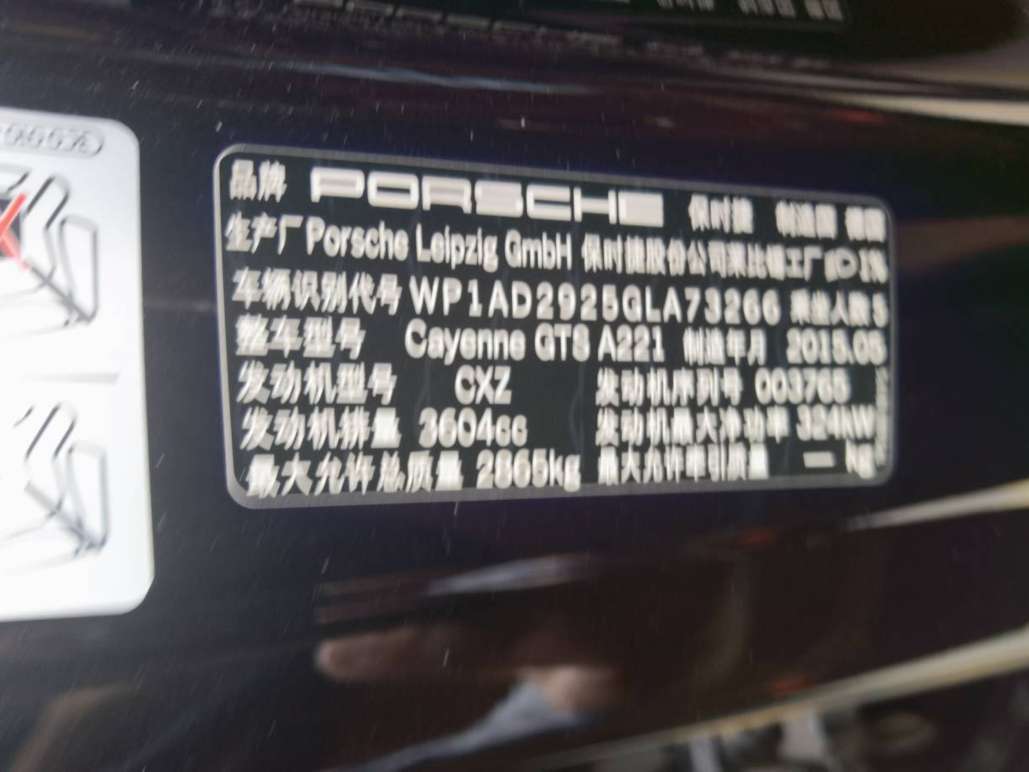 品牌 PORSCHE 保时捷 制造国 德国
生产厂 Porsche Leipzig GmbH 保时捷股份公司莱比锡工厂
车辆识别代号 WP1AD2925GLA73266 乘坐人数 5
整车型号 Cayenne GTS A221 制造年月 2015.05
发动机型号 CXZ 发动机序列号 003765
发动机排量 3604cc 发动机最大净功率 324kW
最大允许总质量 2865kg 最大允许牵引质量 — kg